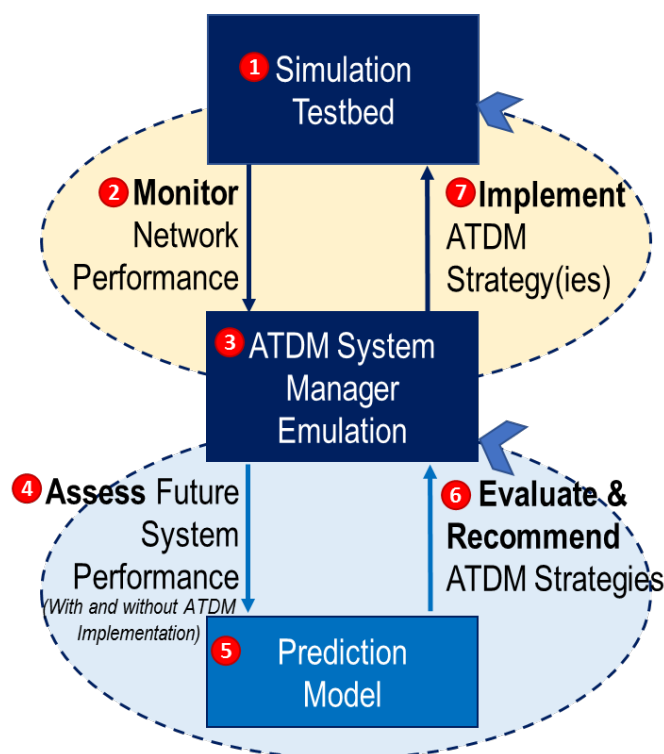 1 Simulation
Testbed
2 Monitor
Network
Performance
7 Implement
ATDM
Strategy(ies)
3 ATDM System
Manager
Emulation
4 Assess Future
System
Performance
(With and without ATDM
Implementation)
6 Evaluate &
Recommend
ATDM Strategies
5 Prediction
Model